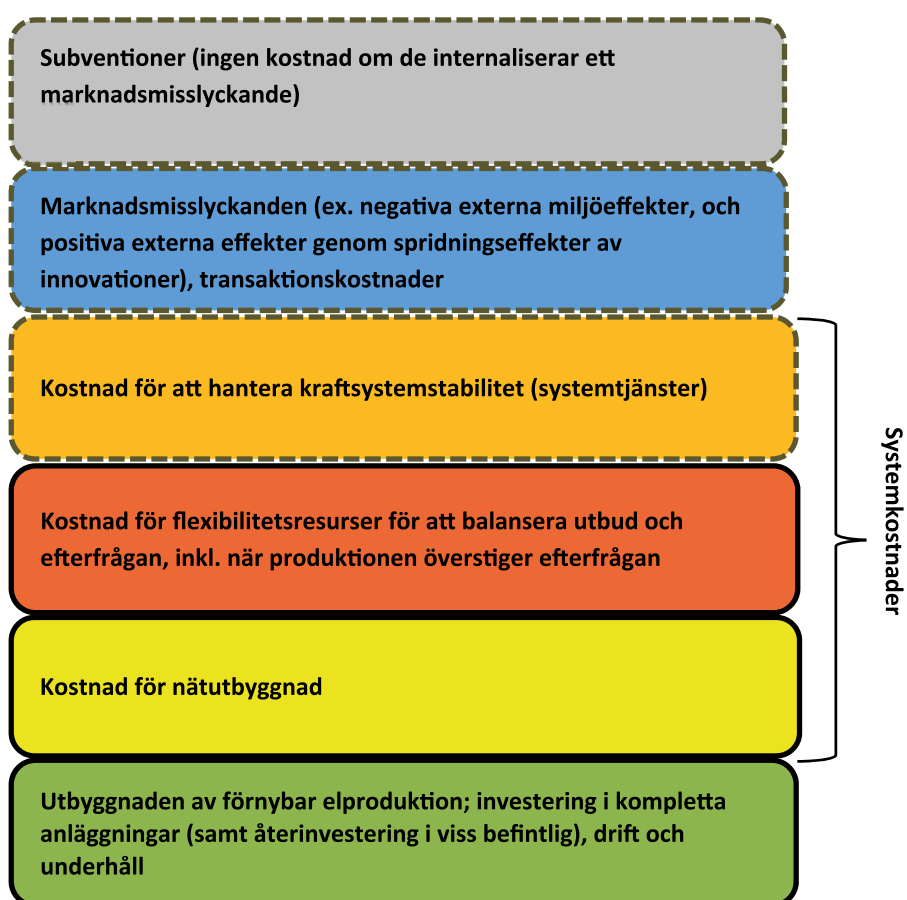 Subventioner (ingen kostnad om de internaliserar ett
marknadsmisslyckande)
Marknadsmisslyckanden (ex. negativa externa miljöeffekter, och
positiva externa effekter genom spridningseffekter av
innovationer), transaktionskostnader
Kostnad för att hantera kraftsystemstabilitet (systemtjänster)
Kostnad för flexibilitetsresurser för att balansera utbud och
efterfrågan, inkl. när produktionen överstiger efterfrågan
Kostnad för nätutbyggnad
Utbyggnaden av förnybar elproduktion; investering i kompletta
anläggningar (samt återinvestering i viss befintlig), drift och
underhåll
Systemkostnader